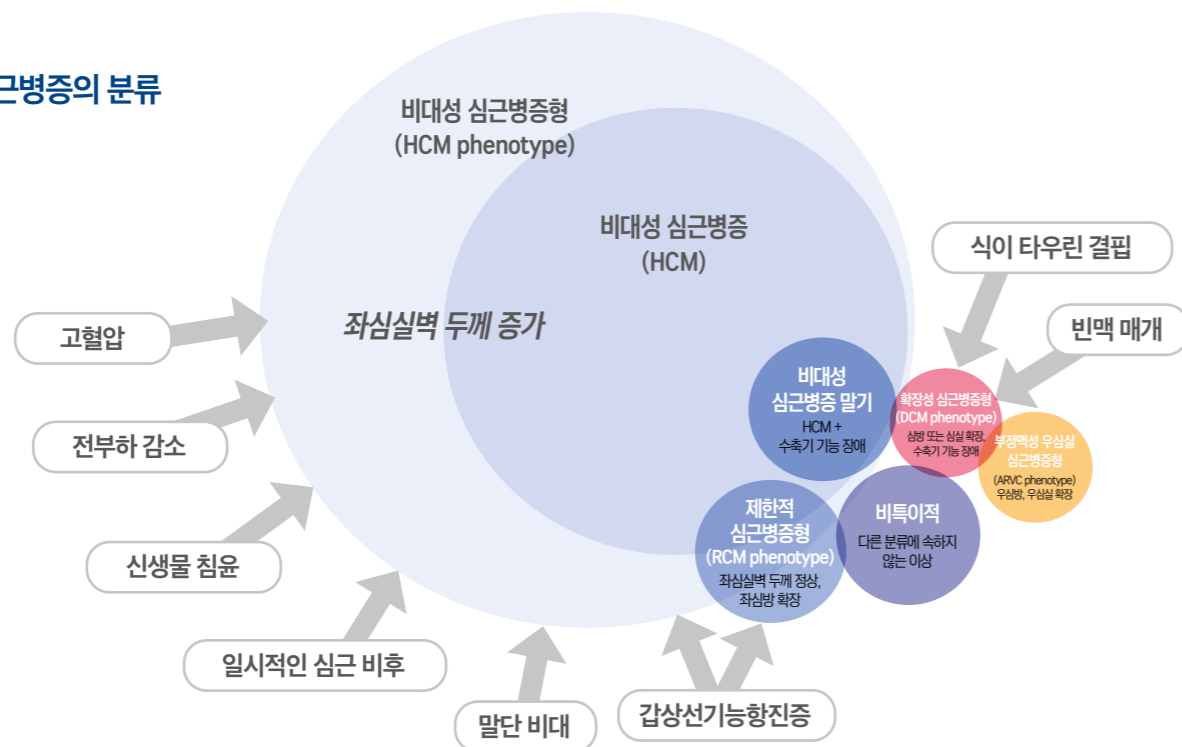 근병증의 분류
비대성 심근병증형
(HCM phenotype)
비대성 심근병증
(HCM)
좌심실벽 두께 증가
식이 타우린 결핍
빈맥 매개
고혈압
전부하 감소
신생물 침윤
일시적인 심근 비후
말단 비대
갑상선기능항진증
비대성
심근병증 말기
HCM +
수축기 기능 장애
확장성 심근병증형
(DCM phenotype)
심방 또는 심실 확장,
수축기 기능 장애
부정맥성 우심실
심근병증형
(ARVC phenotype)
우심방, 우심실 확장
제한적
심근병증형
(RCM phenotype)
좌심실벽 두께 정상,
좌심방 확장
비특이적
다른 분류에 속하지
않는 이상